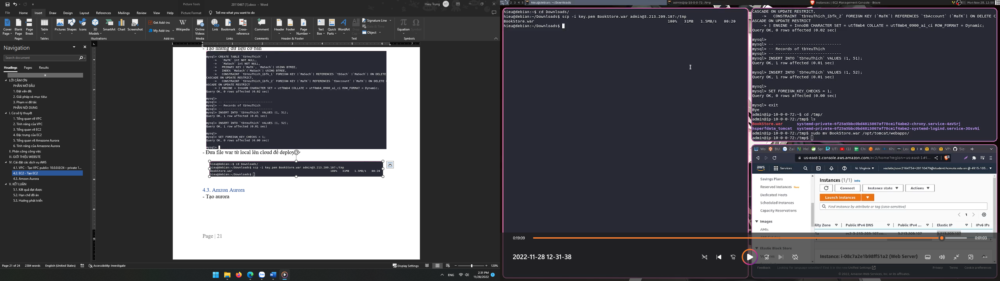 Picture Tools
20110467 (1).docx - Word
Hieu Trung
HT
File
Home
Insert
Draw
Design
Layout
References
Mailings
Review
View
Help
Picture Format
Tell me what you want to do
Cover Page
Blank Page
Page Break
Pages
Table
Tables
Pictures
Shapes
Icons
3D Models
SmartArt
Chart
Screenshot
Illustrations
Get Add-ins
My Add-ins
Wikipedia
Add-ins
Online Videos
Media
Link
Bookmark
Cross-reference
Links
Comment
Comments
Header
Footer
Page Number
Header & Footer
Text Box
Quick Parts
WordArt
Drop Cap
Signature Line
Date & Time
Object
Text
Equation
Symbol
Symbols
Navigation
Search document
Headings
Pages
Results
LỜI CẢM ƠN
PHẦN MỞ ĐẦU
1. Đặt vấn đề:
2. Giải pháp và mục tiêu:
3. Phạm vi đề tài:
PHẦN NỘI DUNG
I. Cơ sở lý thuyết
1. Tổng quan về VPC
2. Tính năng của VPC
3. Tổng quan về EC2
4. Đặc trưng của EC2
5. Tổng quan về Amazone Aurora
6. Tính năng của Amazone Aurora
II. Phân công công việc
III. GIỚI THIỆU WEBSITE
IV. Cài đặt các dịch vụ AWS
4.1. VPC - Tạo VPC public: 10.0.0.0/24 – private 1...
4.2. EC2 - Tạo EC2
4.3. Amzon Aurora
V. KẾT LUẬN
5.1. Kết quả đạt được
5.2. Hạn chế đồ án
5.3. Hướng phát triển
- Tạo những dữ liệu cơ bản
mysql> CREATE TABLE `tbYeuThich`  (
->   `MaTK` int NOT NULL,
->   `MaSach` int NOT NULL,
->   PRIMARY KEY (`MaTK`, `MaSach`) USING BTREE,
->   INDEX `MaSach`(`MaSach`) USING BTREE,
->   CONSTRAINT `tbYeuThich_ibfk_1` FOREIGN KEY (`MaSach`) REFERENCES `tbSach` (`MaSach`) ON DELETE
CASCADE ON UPDATE RESTRICT,
->   CONSTRAINT `tbYeuThich_ibfk_2` FOREIGN KEY (`MaTK`) REFERENCES `tbAccount` (`MaTK`) ON DELETE C
ASCADE ON UPDATE RESTRICT
-> ) ENGINE = InnoDB CHARACTER SET = utf8mb4 COLLATE = utf8mb4_0900_ai_ci ROW_FORMAT = Dynamic;
Query OK, 0 rows affected (0.02 sec)
mysql>
mysql> -- ----------------------------
mysql> -- Records of tbYeuThich
mysql> -- ----------------------------
mysql> INSERT INTO `tbYeuThich` VALUES (1, 51);
Query OK, 1 row affected (0.01 sec)
mysql> INSERT INTO `tbYeuThich` VALUES (1, 52);
Query OK, 1 row affected (0.01 sec)
mysql>
mysql> SET FOREIGN_KEY_CHECKS = 1;
Query OK, 0 rows affected (0.00 sec)
mysql>
- Đưa file war từ local lên cloud để deploy
hieu@debian:~$ cd Downloads/
hieu@debian:~/Downloads$ scp -i key.pem BookStore.war admin@3.213.209.107:/tmp
BookStore.war 100% 31MB 1.5MB/s 00:20
hieu@debian:~/Downloads$
4.3. Amzon Aurora
- Tạo aurora
Page | 21
Page 21 of 24
2384 words
English (United States)
Accessibility: Investigate
Display Settings
120%
ENG
2:31 PM
11/28/2022
1 2 3 4 5
hieu@debian: ~/Downloads
admin@ip-10-0-0-72: /tmp
Instances | EC2 Management Console - Brave
Mon Nov 28, 12:50
hieu@debian:~$ cd Downloads/
hieu@debian:~/Downloads$ scp -i key.pem BookStore.war admin@3.213.209.107:/tmp
BookStore.war 100% 31MB 1.5MB/s 00:20
hieu@debian:~/Downloads$
CASCADE ON UPDATE RESTRICT,
->   CONSTRAINT `tbYeuThich_ibfk_2` FOREIGN KEY (`MaTK`) REFERENCES `tbAccount` (`MaTK`) ON DELETE C
ASCADE ON UPDATE RESTRICT
-> ) ENGINE = InnoDB CHARACTER SET = utf8mb4 COLLATE = utf8mb4_0900_ai_ci ROW_FORMAT = Dynamic;
Query OK, 0 rows affected (0.02 sec)
mysql>
mysql> -- ----------------------------
mysql> -- Records of tbYeuThich
mysql> -- ----------------------------
mysql> INSERT INTO `tbYeuThich` VALUES (1, 51);
Query OK, 1 row affected (0.01 sec)
mysql> INSERT INTO `tbYeuThich` VALUES (1, 52);
Query OK, 1 row affected (0.01 sec)
mysql>
mysql> SET FOREIGN_KEY_CHECKS = 1;
Query OK, 0 rows affected (0.00 sec)
mysql> exit
Bye
admin@ip-10-0-0-72:~$ cd /tmp/
admin@ip-10-0-0-72:/tmp$ ls
BookStore.war systemd-private-6f25a5bbc0bd4815867af78ce1f4abe2-chrony.service-4aVSrj
hsperfdata_tomcat systemd-private-6f25a5bbc0bd4815867af78ce1f4abe2-systemd-logind.service-3OsvNi
admin@ip-10-0-0-72:/tmp$ sudo mv BookStore.war /opt/tomcat/webapps/
admin@ip-10-0-0-72:/tmp$
us-east-1.console.aws.amazon.com/ec2/home?region=us-east-1#I...
aws
Services
N. Virginia
voclabs/user2164734=20110479@student.hcmute.edu.vn @ 4915-105...
Savings Plans
Reserved Instances New
Dedicated Hosts
Scheduled Instances
Capacity Reservations
Images
AMIs
Elastic Block Store
Instances (1/1) Info
Connect
Instance state
Actions
Launch instances
Find instance by attribute or tag (case-sensitive)
1
ility Zone
Public IPv4 DNS
Public IPv4 ...
Elastic IP
IPv6 IPs
1a
ec2-3-213-209-107.co...
3.213.209.107
3.213.209.107
Instance: i-08c7a2e1b98ff51a2 (Web Server)
0:19:09
0:01:03
2022-11-28 12-31-38
10
30
Feedback
Looking for language selection? Find it in the new Unified Settings
Privacy
Terms
Cookie preferences
© 2022, Amazon Web Services, Inc. or its affiliates.